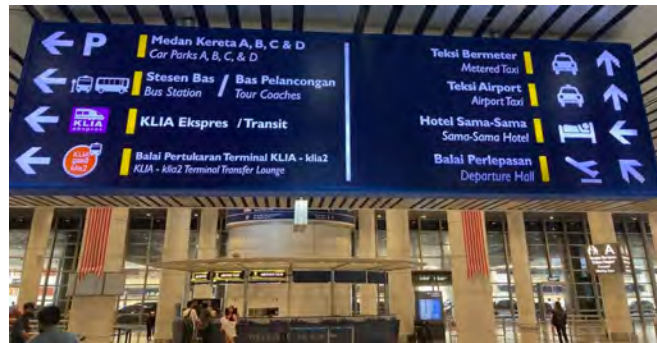 P
Medan Kereta A, B, C & D
Car Parks A, B, C, & D
Stesen Bas / Bas Pelancongan
Bus Station Tour Coaches
KLIA ekspres
KLIA Ekspres / Transit
Balai Pertukaran Terminal KLIA - klia2
KLIA - klia2 Terminal Transfer Lounge
Teksi Bermeter
Metered Taxi
Teksi Airport
Airport Taxi
Hotel Sama-Sama
Sama-Sama Hotel
Balai Perlepasan
Departure Hall
A